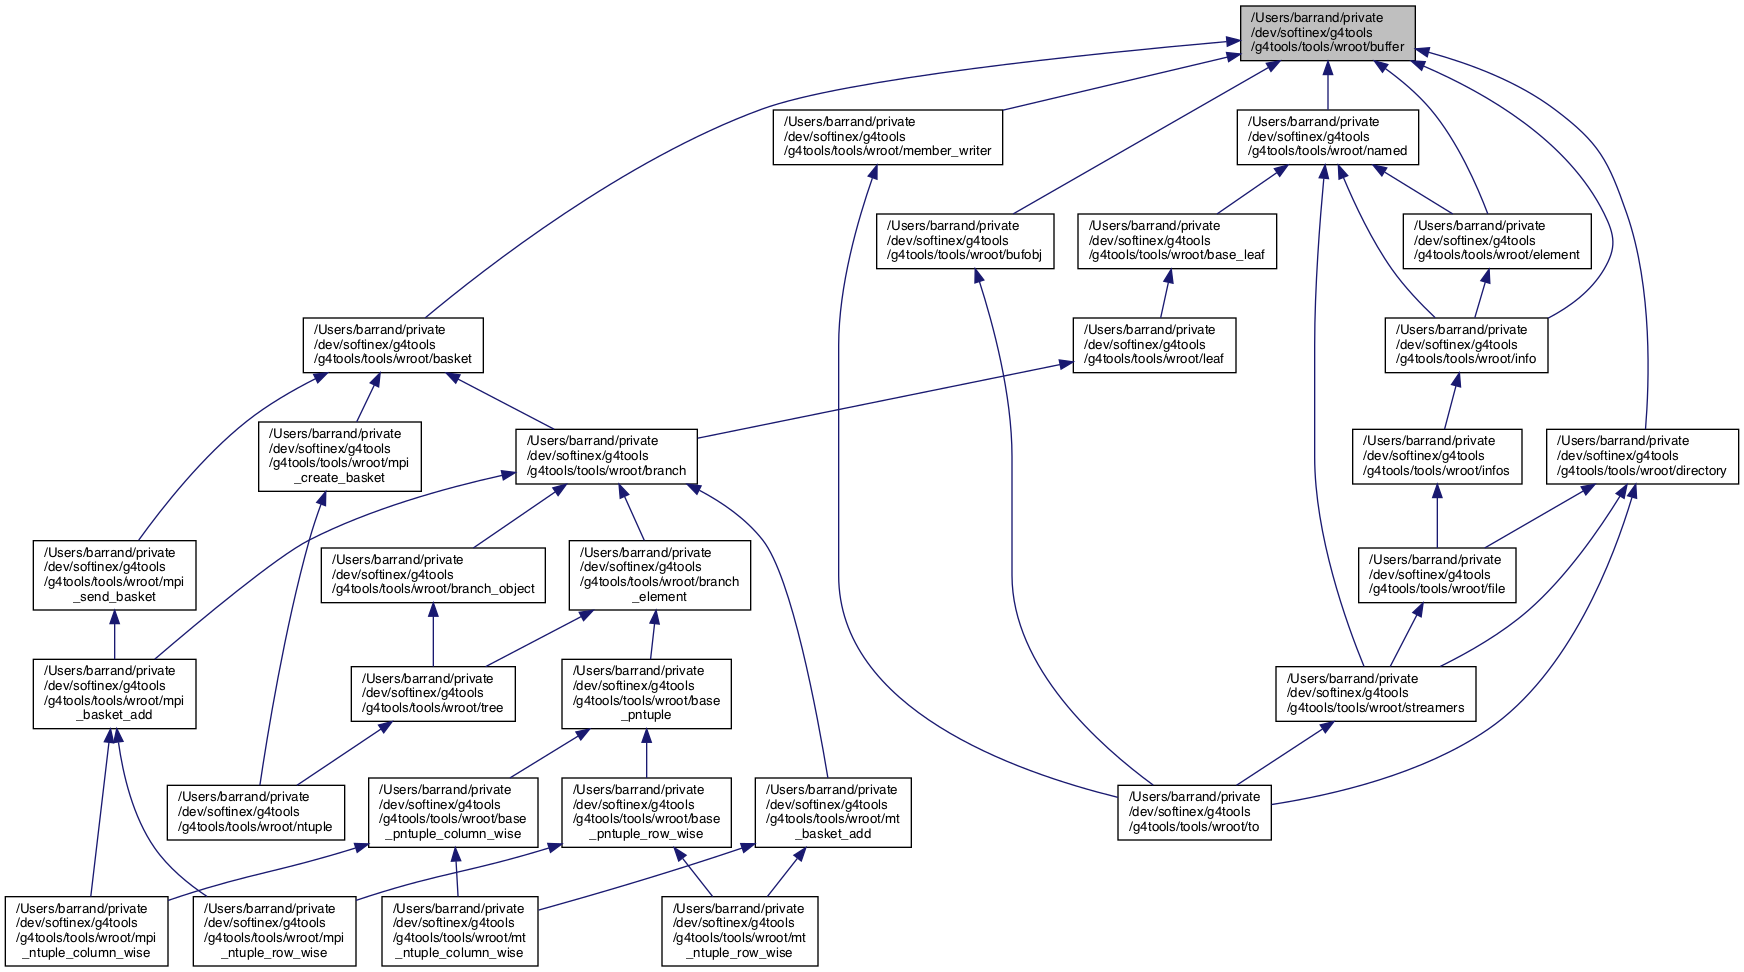 /Users/barrand/private
/dev/softinex/g4tools
/g4tools/tools/wroot/buffer
/Users/barrand/private
/dev/softinex/g4tools
/g4tools/tools/wroot/member_writer
/Users/barrand/private
/dev/softinex/g4tools
/g4tools/tools/wroot/named
/Users/barrand/private
/dev/softinex/g4tools
/g4tools/tools/wroot/bufobj
/Users/barrand/private
/dev/softinex/g4tools
/g4tools/tools/wroot/base_leaf
/Users/barrand/private
/dev/softinex/g4tools
/g4tools/tools/wroot/element
/Users/barrand/private
/dev/softinex/g4tools
/g4tools/tools/wroot/basket
/Users/barrand/private
/dev/softinex/g4tools
/g4tools/tools/wroot/leaf
/Users/barrand/private
/dev/softinex/g4tools
/g4tools/tools/wroot/info
/Users/barrand/private
/dev/softinex/g4tools
/g4tools/tools/wroot/mpi
_create_basket
/Users/barrand/private
/dev/softinex/g4tools
/g4tools/tools/wroot/branch
/Users/barrand/private
/dev/softinex/g4tools
/g4tools/tools/wroot/infos
/Users/barrand/private
/dev/softinex/g4tools
/g4tools/tools/wroot/directory
/Users/barrand/private
/dev/softinex/g4tools
/g4tools/tools/wroot/mpi
_send_basket
/Users/barrand/private
/dev/softinex/g4tools
/g4tools/tools/wroot/branch_object
/Users/barrand/private
/dev/softinex/g4tools
/g4tools/tools/wroot/branch
_element
/Users/barrand/private
/dev/softinex/g4tools
/g4tools/tools/wroot/file
/Users/barrand/private
/dev/softinex/g4tools
/g4tools/tools/wroot/mpi
_basket_add
/Users/barrand/private
/dev/softinex/g4tools
/g4tools/tools/wroot/tree
/Users/barrand/private
/dev/softinex/g4tools
/g4tools/tools/wroot/base
_pntuple
/Users/barrand/private
/dev/softinex/g4tools
/g4tools/tools/wroot/streamers
/Users/barrand/private
/dev/softinex/g4tools
/g4tools/tools/wroot/ntuple
/Users/barrand/private
/dev/softinex/g4tools
/g4tools/tools/wroot/base
_pntuple_column_wise
/Users/barrand/private
/dev/softinex/g4tools
/g4tools/tools/wroot/base
_pntuple_row_wise
/Users/barrand/private
/dev/softinex/g4tools
/g4tools/tools/wroot/mt
_basket_add
/Users/barrand/private
/dev/softinex/g4tools
/g4tools/tools/wroot/to
/Users/barrand/private
/dev/softinex/g4tools
/g4tools/tools/wroot/mpi
_ntuple_column_wise
/Users/barrand/private
/dev/softinex/g4tools
/g4tools/tools/wroot/mpi
_ntuple_row_wise
/Users/barrand/private
/dev/softinex/g4tools
/g4tools/tools/wroot/mt
_ntuple_column_wise
/Users/barrand/private
/dev/softinex/g4tools
/g4tools/tools/wroot/mt
_ntuple_row_wise